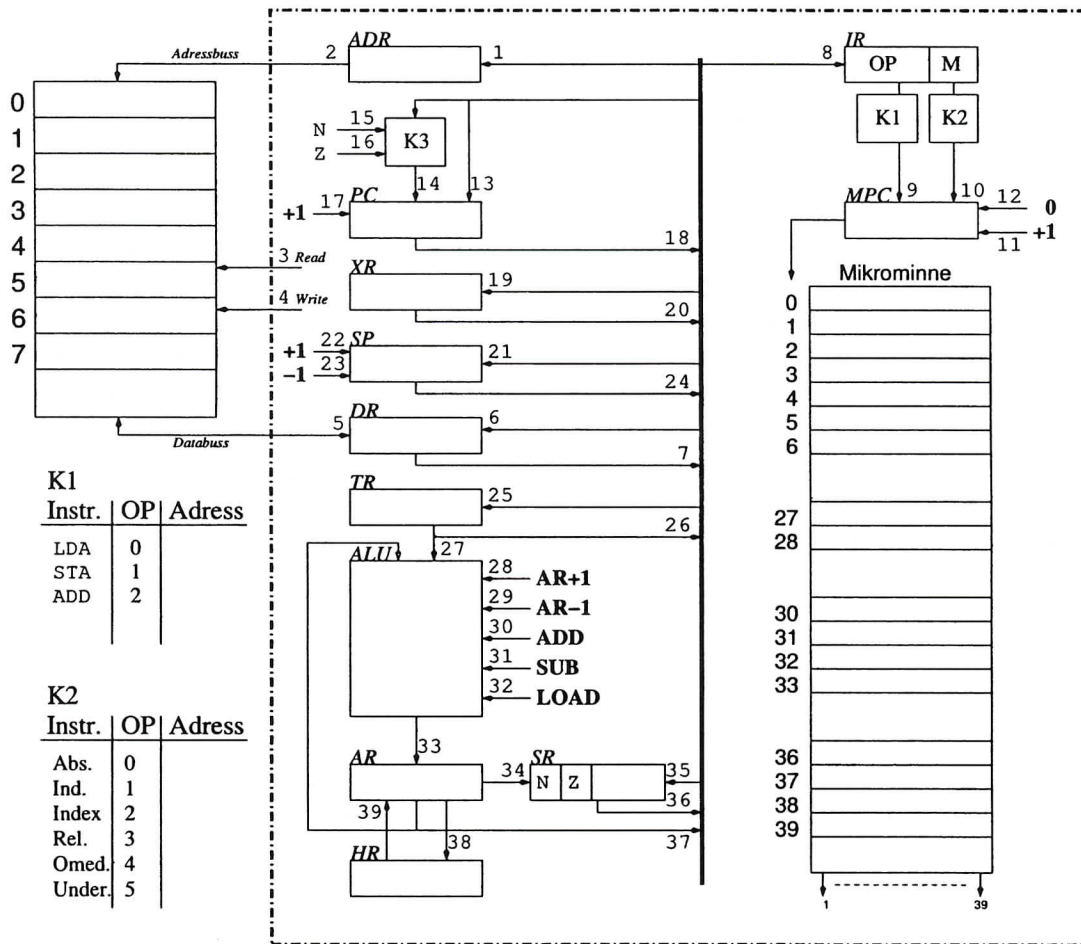 ADR
IR
Adressbuss 2 1 8 OP M
0
1
2
3
4
5
6
7
N 15
Z 16
K3
K1 K2
14 13
9 10 12 0
11 +1
+1 17 PC
MPC
18
3 Read
4 Write
XR 19
20
+1 22 SP 21
-1 23
24
DR
5 6
Databuss
7
TR 25
26
27
ALU
28 AR+1
29 AR-1
30 ADD
31 SUB
32 LOAD
33
AR 34 SR
N Z 35
36
39 38 37
HR
Mikrominne
0
1
2
3
4
5
6
27
28
30
31
32
33
36
37
38
39
1 39
K1
Instr. OP Adress
LDA 0
STA 1
ADD 2
K2
Instr. OP Adress
Abs. 0
Ind. 1
Index 2
Rel. 3
Omed. 4
Under. 5